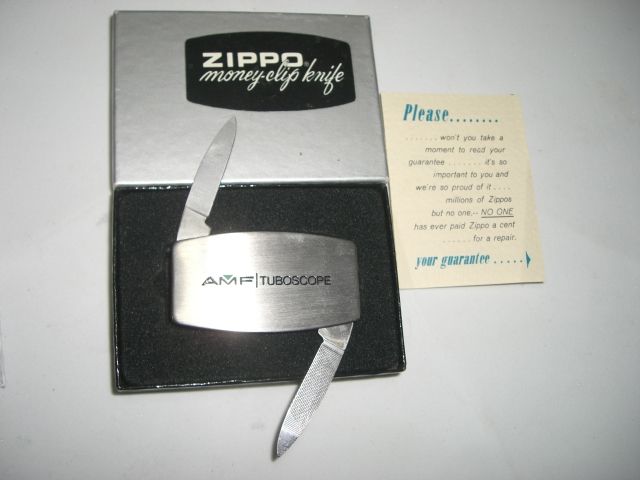 ZIPPO®
money-clip knife
AMF | TUBOSCOPE
Please........
....... won't you take a
moment to read your
guarantee ....... it's so
important to you and
we're so proud of it ....
millions of Zippos
but no one,-- NO ONE
has ever paid Zippo a cent
...... for a repair.
your guarantee .....